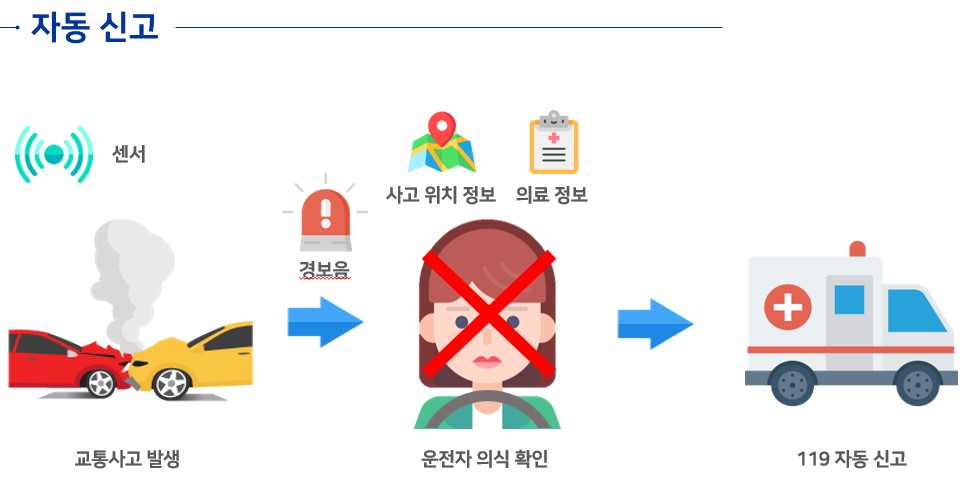 자동 신고
센서
사고 위치 정보
의료 정보
경보음
교통사고 발생
운전자 의식 확인
119 자동 신고